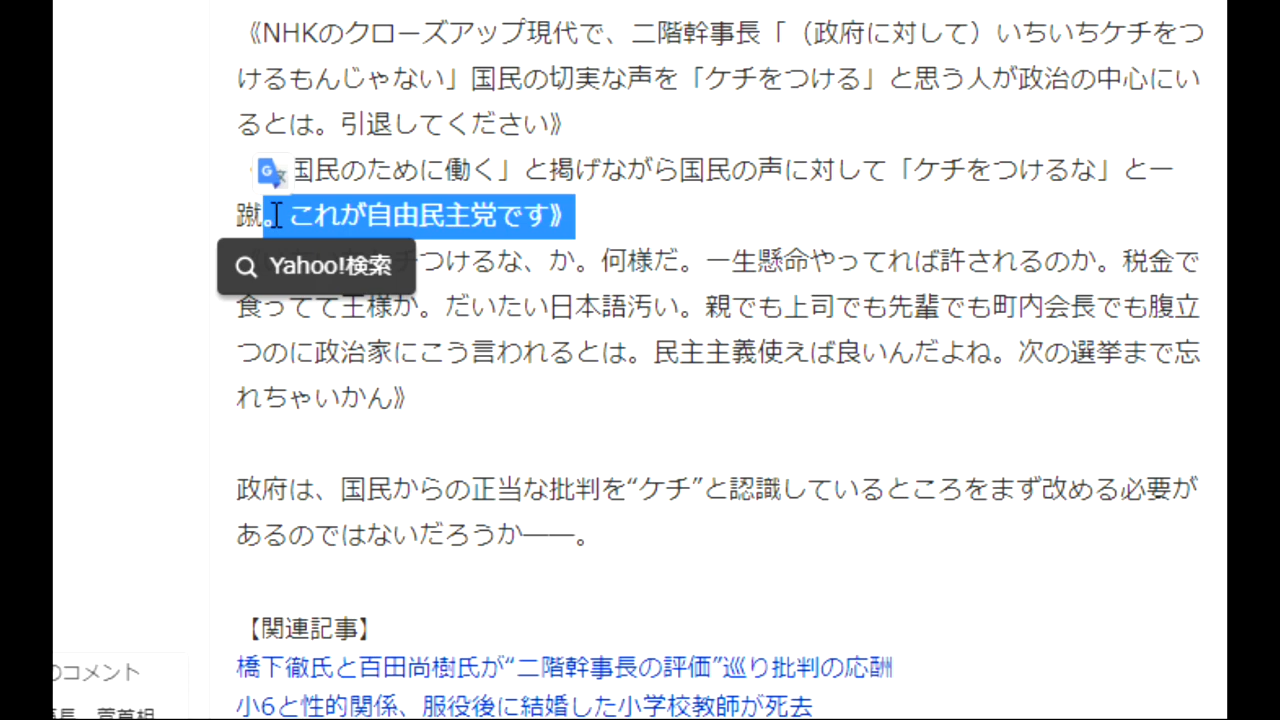 《NHKのクローズアップ現代で、二階幹事長「（政府に対して）いちいちケチをつ
けるもんじゃない」国民の切実な声を「ケチをつける」と思う人が政治の中心にい
るとは。引退してください》
国民のために働く」と掲げながら国民の声に対して「ケチをつけるな」と一
蹴。これが自由民主党です》
Yahoo!検索
つけるな、か。何様だ。一生懸命やってれば許されるのか。税金で
食ってて王様か。だいたい日本語汚い。親でも上司でも先輩でも町内会長でも腹立
つのに政治家にこう言われるとは。民主主義使えば良いんだよね。次の選挙まで忘
れちゃいかん》
政府は、国民からの正当な批判を“ケチ”と認識しているところをまず改める必要が
あるのではないだろうか——。
【関連記事】
橋下徹氏と百田尚樹氏が“二階幹事長の評価”巡り批判の応酬
小6と性的関係、服役後に結婚した小学校教師が死去
のコメント